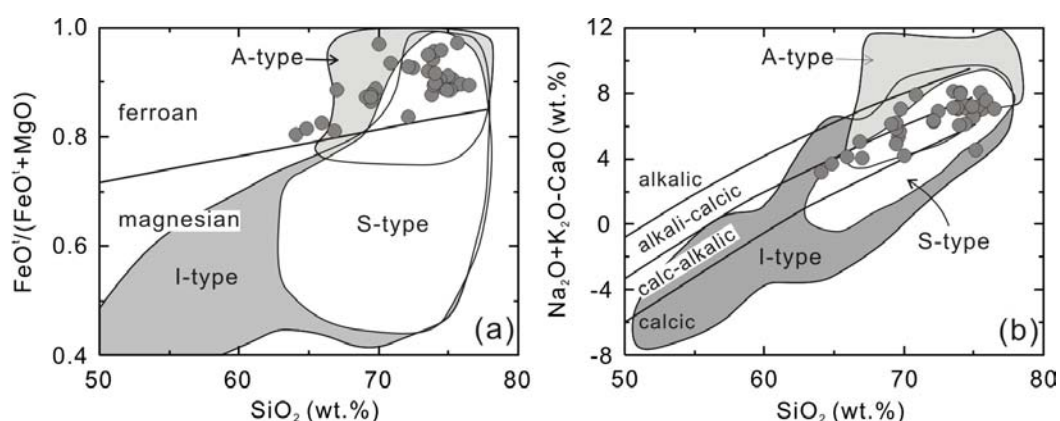 1.0
0.8
0.6
0.4
FeOᵗ/(FeOᵗ+MgO)
A-type
ferroan
magnesian
I-type
S-type
(a)
50 60 70 80
SiO₂ (wt.%)
12
8
4
0
-4
-8
Na₂O+K₂O-CaO (wt.%)
A-type
alkalic
alkali-calcic
calc-alkalic
calcic
I-type
S-type
(b)
50 60 70 80
SiO₂ (wt.%)